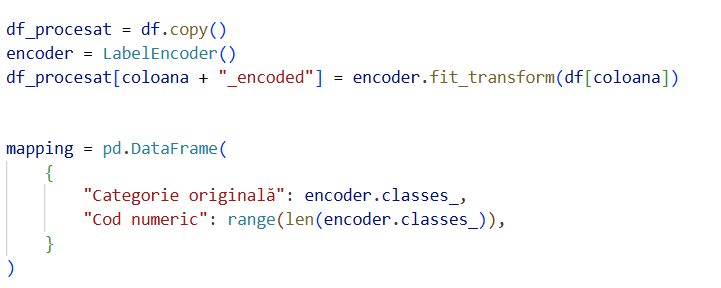 df_procesat = df.copy()
encoder = LabelEncoder()
df_procesat[coloana + "_encoded"] = encoder.fit_transform(df[coloana])
mapping = pd.DataFrame(
{
"Categorie originală": encoder.classes_,
"Cod numeric": range(len(encoder.classes_)),
}
)